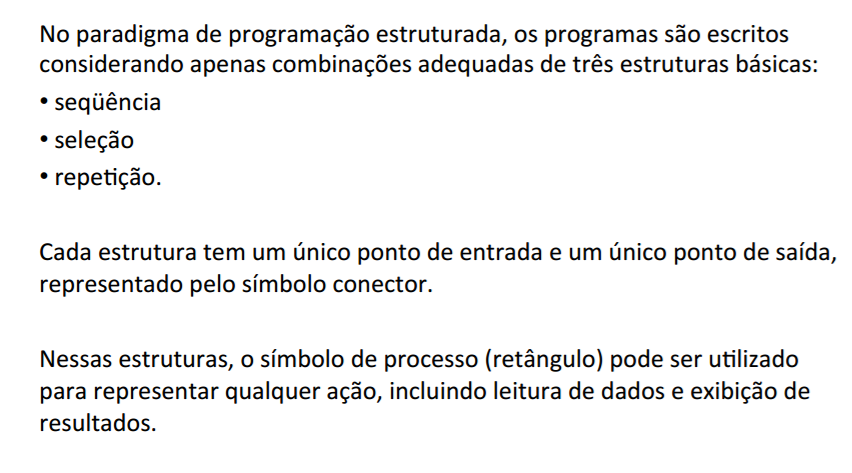 No paradigma de programação estruturada, os programas são escritos
considerando apenas combinações adequadas de três estruturas básicas:
• seqüência
• seleção
• repetição.
Cada estrutura tem um único ponto de entrada e um único ponto de saída,
representado pelo símbolo conector.
Nessas estruturas, o símbolo de processo (retângulo) pode ser utilizado
para representar qualquer ação, incluindo leitura de dados e exibição de
resultados.